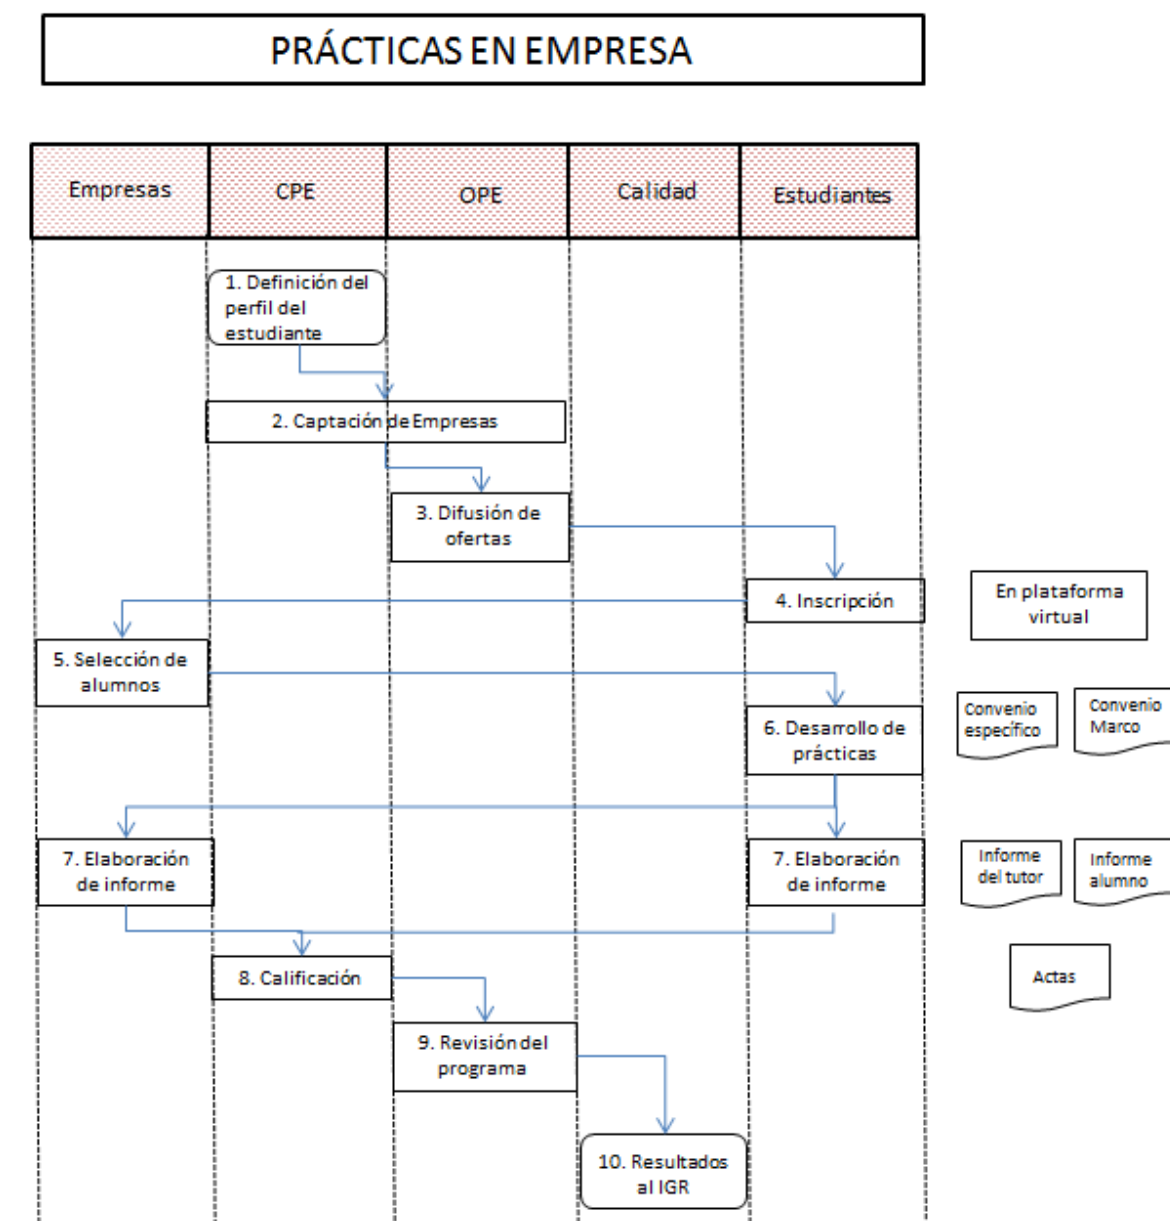 PRÁCTICAS EN EMPRESA
Empresas
CPE
OPE
Calidad
Estudiantes
1. Definición del
perfil del
estudiante
2. Captación de Empresas
3. Difusión de
ofertas
4. Inscripción
En plataforma
virtual
5. Selección de
alumnos
6. Desarrollo de
prácticas
Convenio
específico
Convenio
Marco
7. Elaboración
de informe
7. Elaboración
de informe
Informe
del tutor
Informe
alumno
8. Calificación
Actas
9. Revisión del
programa
10. Resultados
al IGR